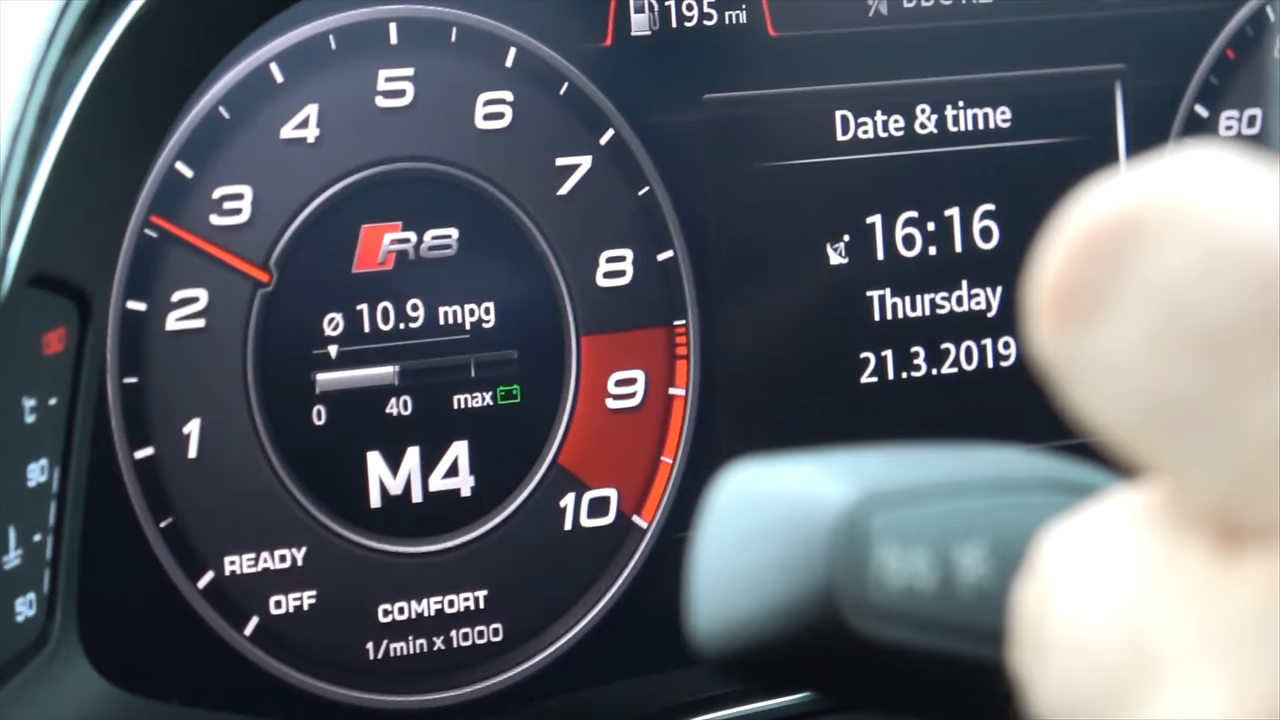 195 mi
Date & time
16:16
Thursday
21.3.2019
5
4
6
3
7
2
8
1
9
10
R8
ø 10.9 mpg
0
40
max
M4
READY
OFF
COMFORT
1/min x 1000
60
°C
90
50